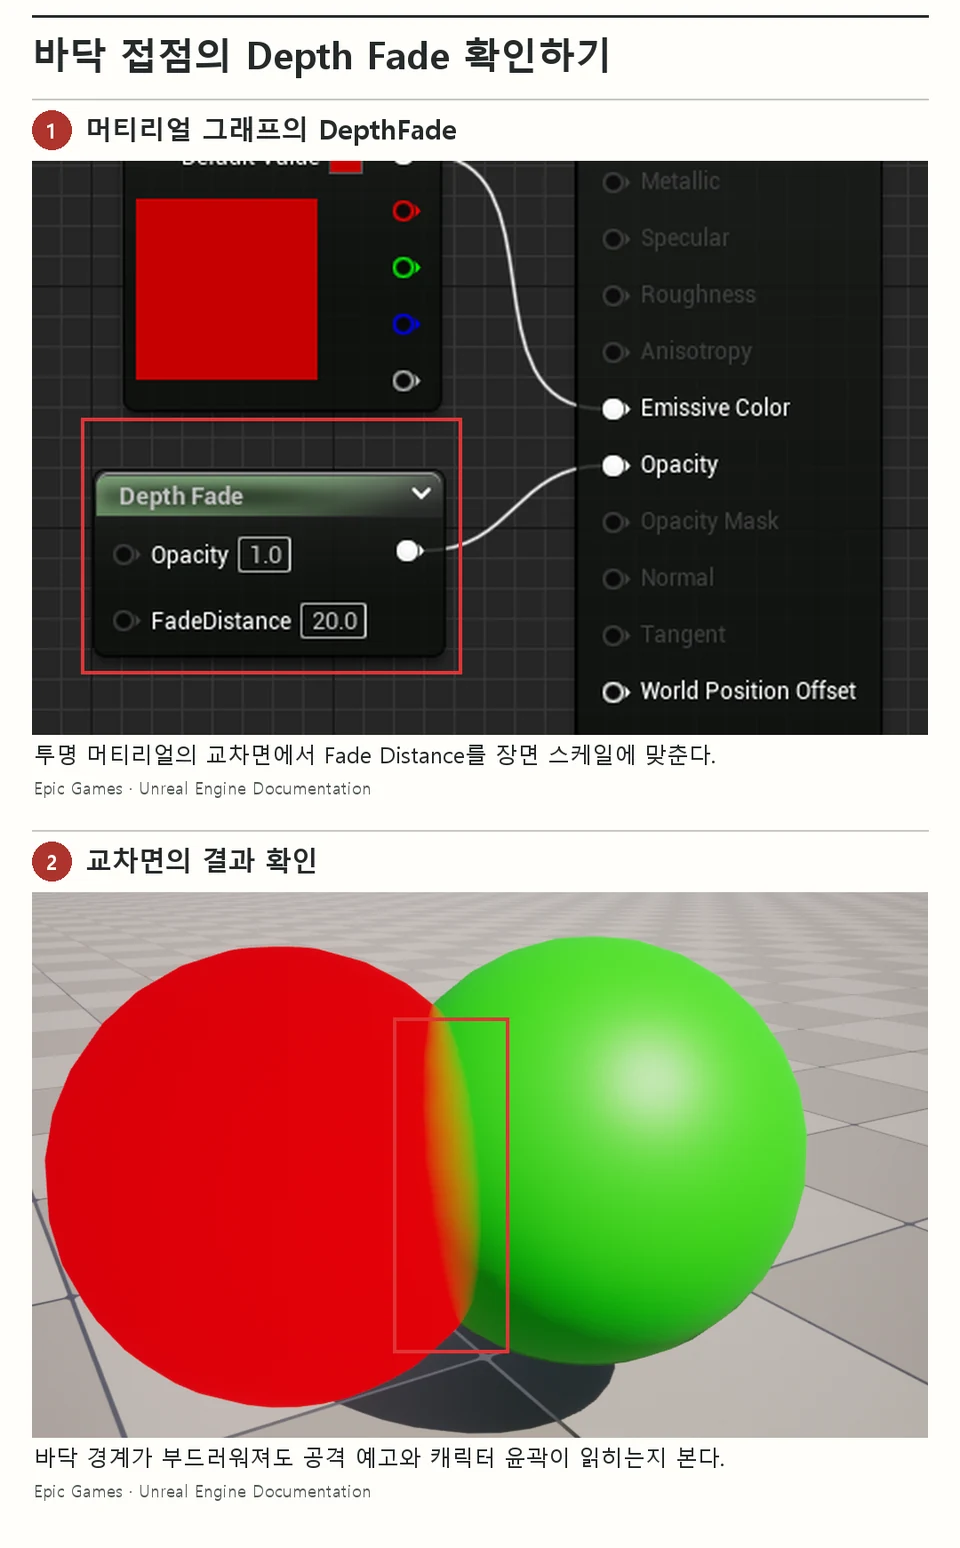 바닥 접점의 Depth Fade 확인하기
1 머티리얼 그래프의 DepthFade
Default Value
Metallic
Specular
Roughness
Anisotropy
Emissive Color
Opacity
Opacity Mask
Normal
Tangent
World Position Offset
Depth Fade
Opacity 1.0
FadeDistance 20.0
투명 머티리얼의 교차면에서 Fade Distance를 장면 스케일에 맞춘다.
Epic Games · Unreal Engine Documentation
2 교차면의 결과 확인
바닥 경계가 부드러워져도 공격 예고와 캐릭터 윤곽이 읽히는지 본다.
Epic Games · Unreal Engine Documentation